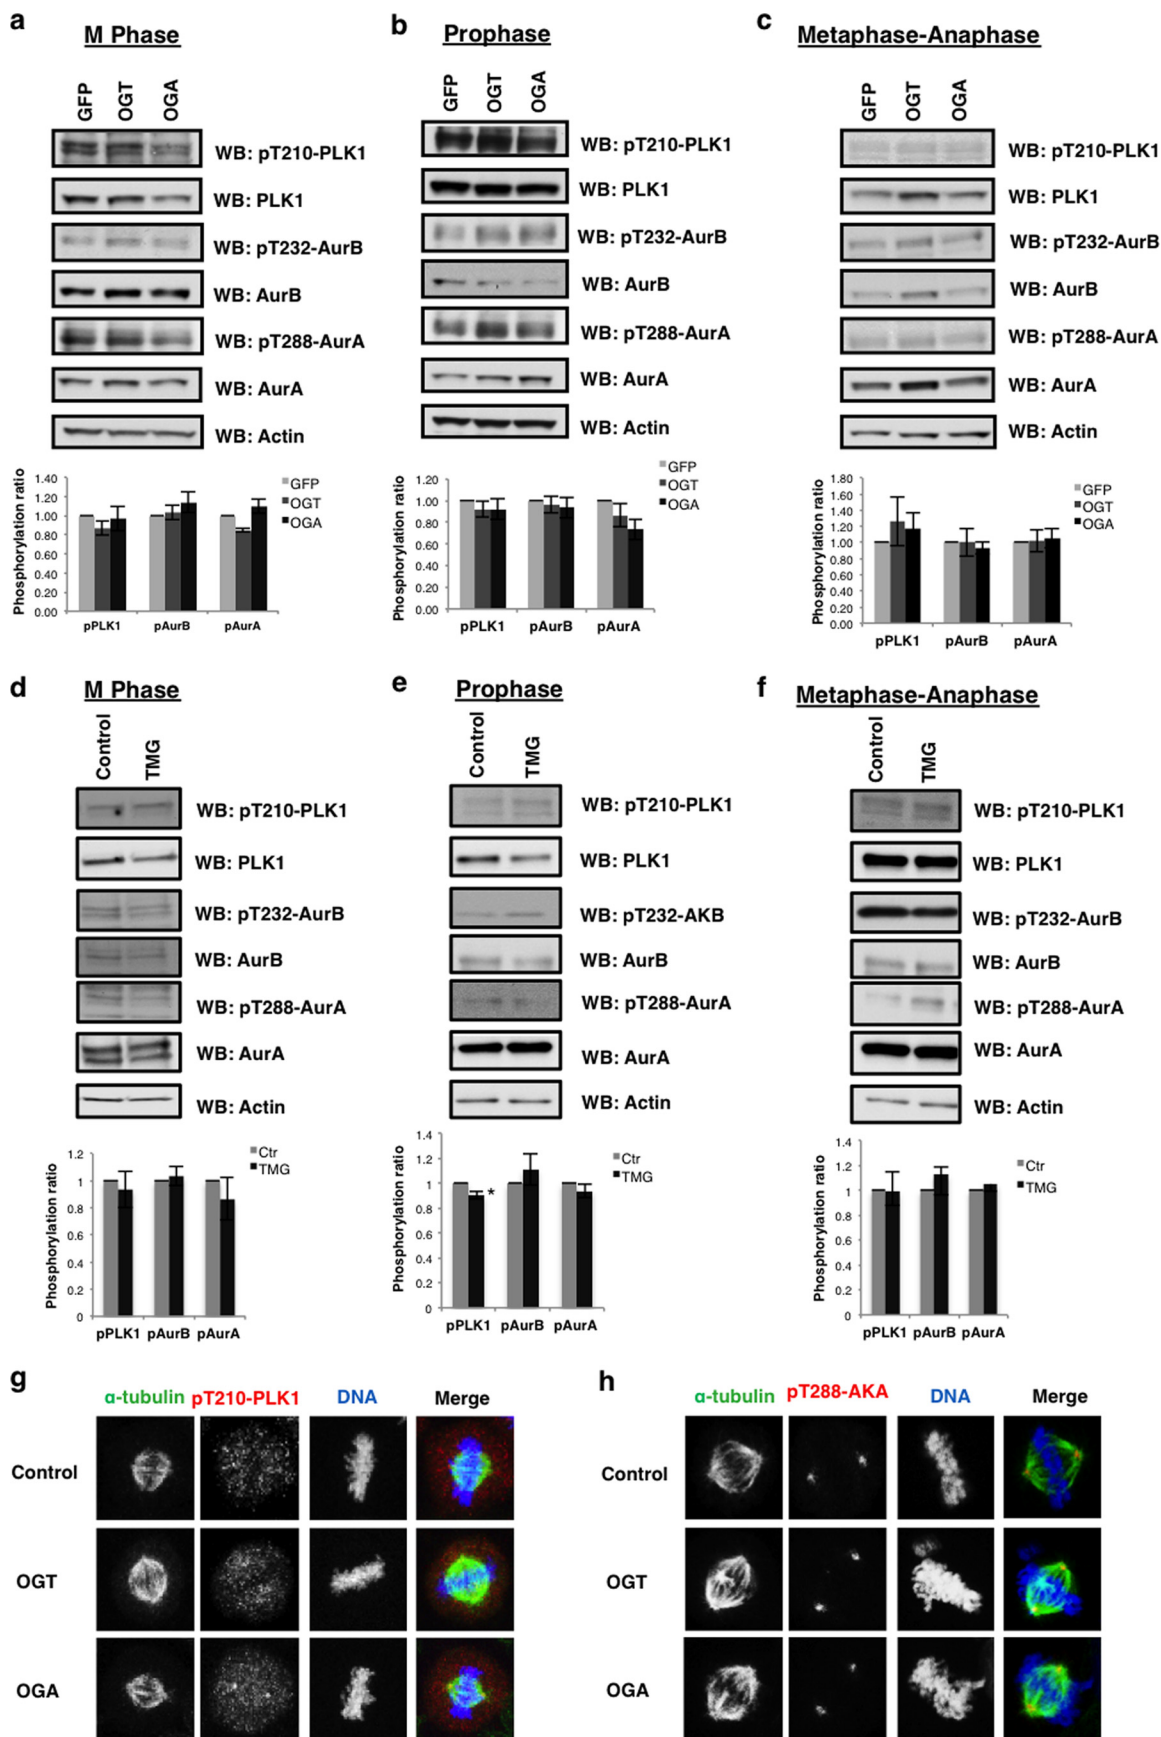 a
M Phase
GFP
OGT
OGA
WB: pT210-PLK1
WB: PLK1
WB: pT232-AurB
WB: AurB
WB: pT288-AurA
WB: AurA
WB: Actin
Phosphorylation ratio
1.40
1.20
1.00
0.80
0.60
0.40
0.20
0.00
GFP
OGT
OGA
pPLK1 pAurB pAurA
b
Prophase
GFP
OGT
OGA
WB: pT210-PLK1
WB: PLK1
WB: pT232-AurB
WB: AurB
WB: pT288-AurA
WB: AurA
WB: Actin
Phosphorylation ratio
1.20
1.00
0.80
0.60
0.40
0.20
0.00
GFP
OGT
OGA
pPLK1 pAurB pAurA
c
Metaphase-Anaphase
GFP
OGT
OGA
WB: pT210-PLK1
WB: PLK1
WB: pT232-AurB
WB: AurB
WB: pT288-AurA
WB: AurA
WB: Actin
Phosphorylation ratio
1.80
1.60
1.40
1.20
1.00
0.80
0.60
0.40
0.20
0.00
GFP
OGT
OGA
pPLK1 pAurB pAurA
d
M Phase
Control
TMG
WB: pT210-PLK1
WB: PLK1
WB: pT232-AurB
WB: AurB
WB: pT288-AurA
WB: AurA
WB: Actin
Phosphorylation ratio
1.2
1
0.8
0.6
0.4
0.2
0
Ctr
TMG
pPLK1 pAurB pAurA
e
Prophase
Control
TMG
WB: pT210-PLK1
WB: PLK1
WB: pT232-AKB
WB: AurB
WB: pT288-AurA
WB: AurA
WB: Actin
Phosphorylation ratio
1.4
1.2
1
0.8
0.6
0.4
0.2
0
*
Ctr
TMG
pPLK1 pAurB pAurA
f
Metaphase-Anaphase
Control
TMG
WB: pT210-PLK1
WB: PLK1
WB: pT232-AurB
WB: AurB
WB: pT288-AurA
WB: AurA
WB: Actin
Phosphorylation ratio
1.4
1.2
1
0.8
0.6
0.4
0.2
0
Ctr
TMG
pPLK1 pAurB pAurA
g
α-tubulin pT210-PLK1 DNA Merge
Control
OGT
OGA
h
α-tubulin pT288-AKA DNA Merge
Control
OGT
OGA